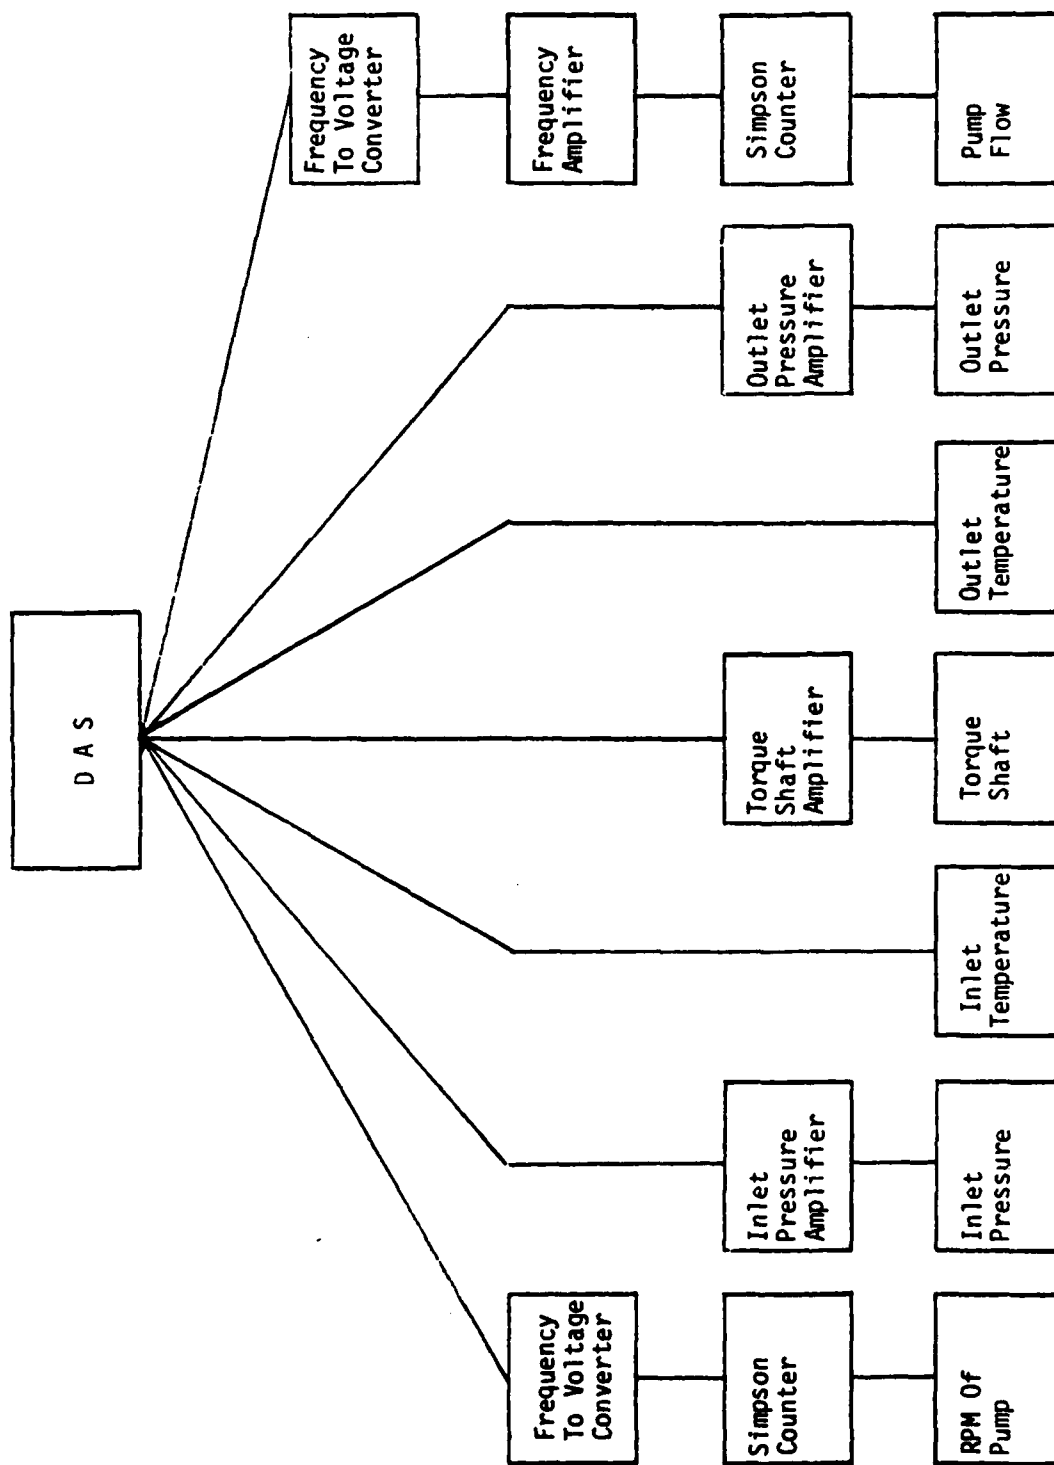 D A S
Frequency
To Voltage
Converter
Frequency
To Voltage
Converter
Frequency
Amplifier
Simpson
Counter
Inlet
Pressure
Amplifier
Torque
Shaft
Amplifier
Outlet
Pressure
Amplifier
Simpson
Counter
RPM Of
Pump
Inlet
Pressure
Inlet
Temperature
Torque
Shaft
Outlet
Temperature
Outlet
Pressure
Pump
Flow